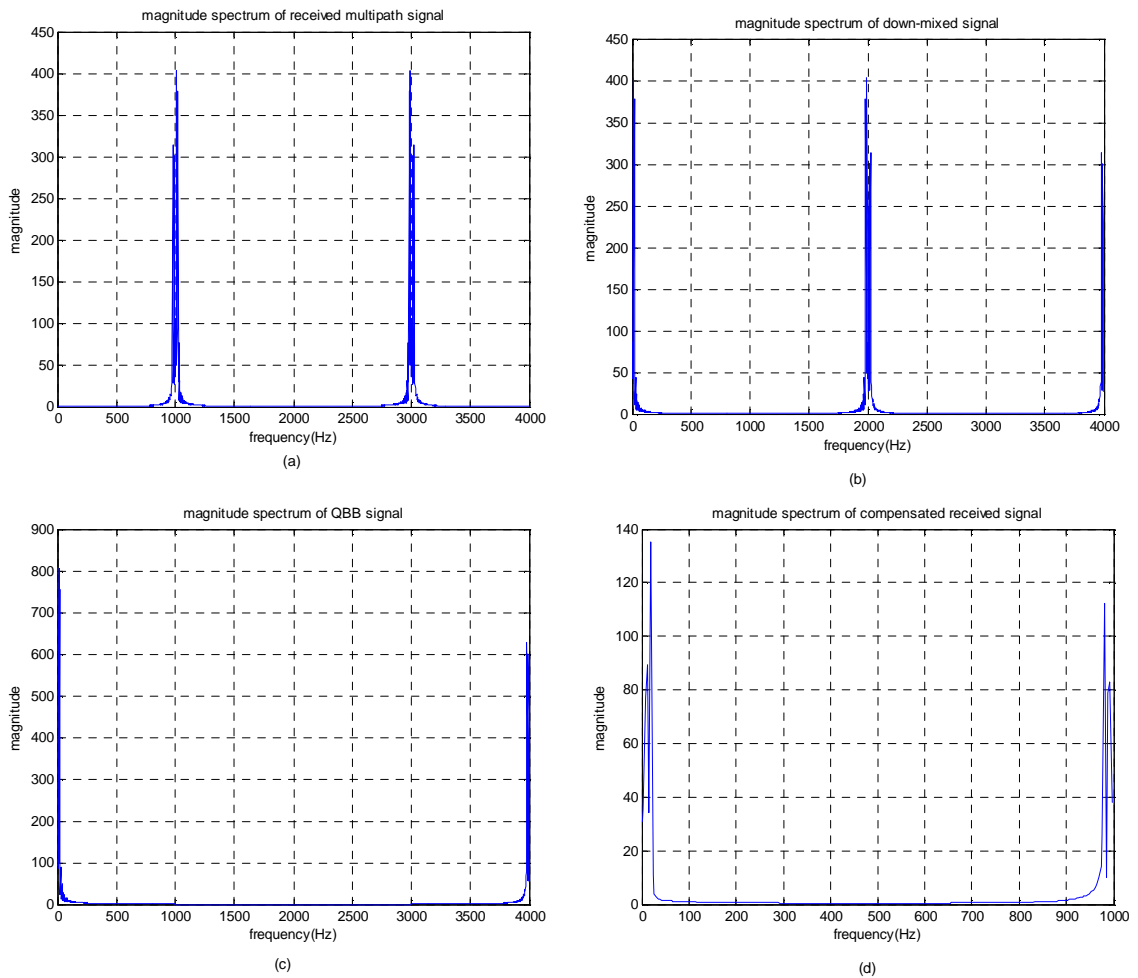 magnitude spectrum of received multipath signal
450
400
350
300
250
200
150
100
50
0
magnitude
0 500 1000 1500 2000 2500 3000 3500 4000
frequency(Hz)
(a)
magnitude spectrum of down-mixed signal
450
400
350
300
250
200
150
100
50
0
magnitude
0 500 1000 1500 2000 2500 3000 3500 4000
frequency(Hz)
(b)
magnitude spectrum of QBB signal
900
800
700
600
500
400
300
200
100
0
magnitude
0 500 1000 1500 2000 2500 3000 3500 4000
frequency(Hz)
(c)
magnitude spectrum of compensated received signal
140
120
100
80
60
40
20
0
magnitude
0 100 200 300 400 500 600 700 800 900 1000
frequency(Hz)
(d)